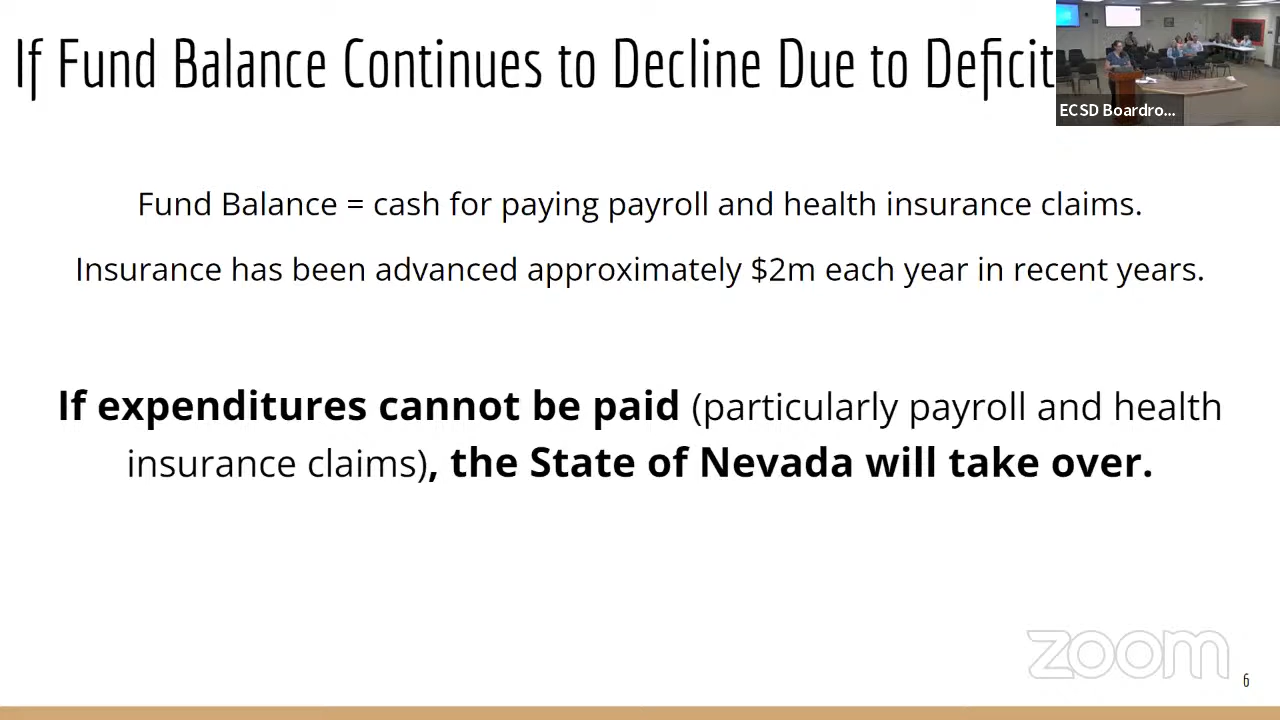 If Fund Balance Continues to Decline Due to Deficit
ECSD Boardro...
Fund Balance = cash for paying payroll and health insurance claims.
Insurance has been advanced approximately $2m each year in recent years.
If expenditures cannot be paid (particularly payroll and health
insurance claims), the State of Nevada will take over.
zoom
6